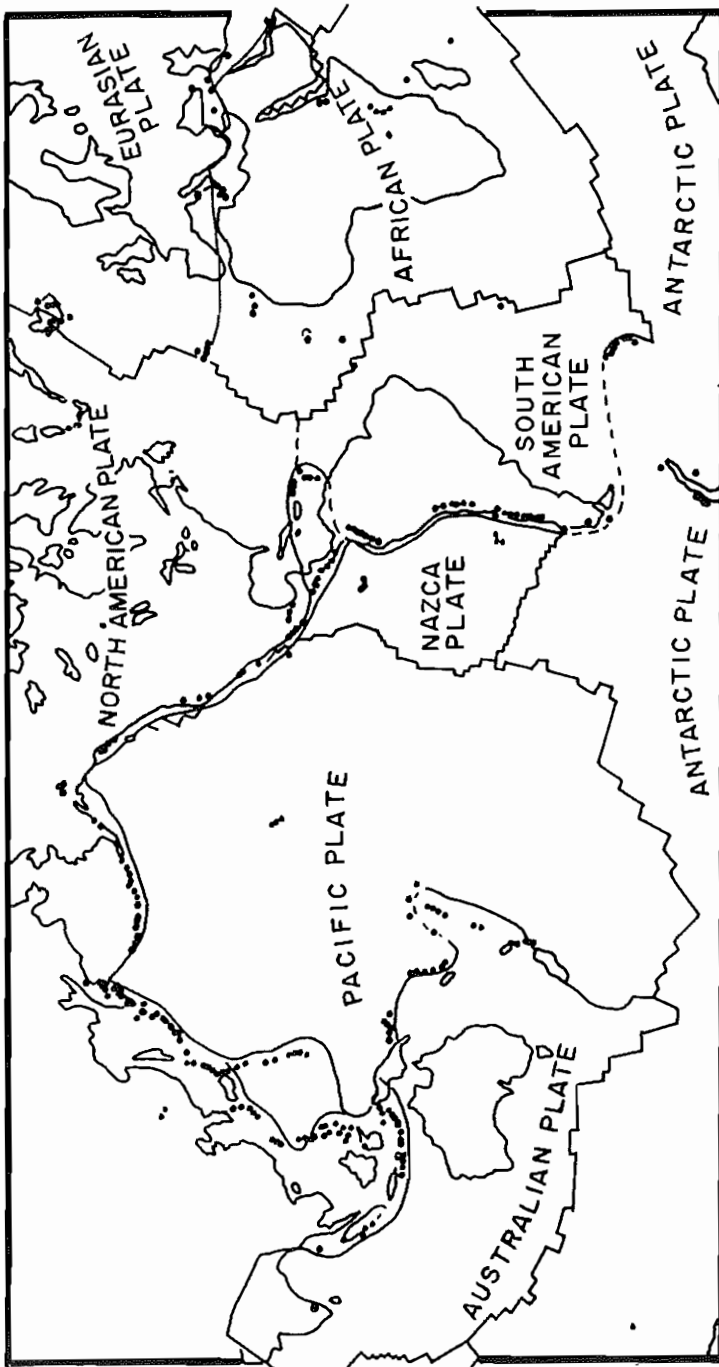 EURASIAN
PLATE
NORTH AMERICAN PLATE
AFRICAN PLATE
PACIFIC PLATE
NAZCA
PLATE
SOUTH
AMERICAN
PLATE
AUSTRALIAN PLATE
ANTARCTIC PLATE
ANTARCTIC PLATE